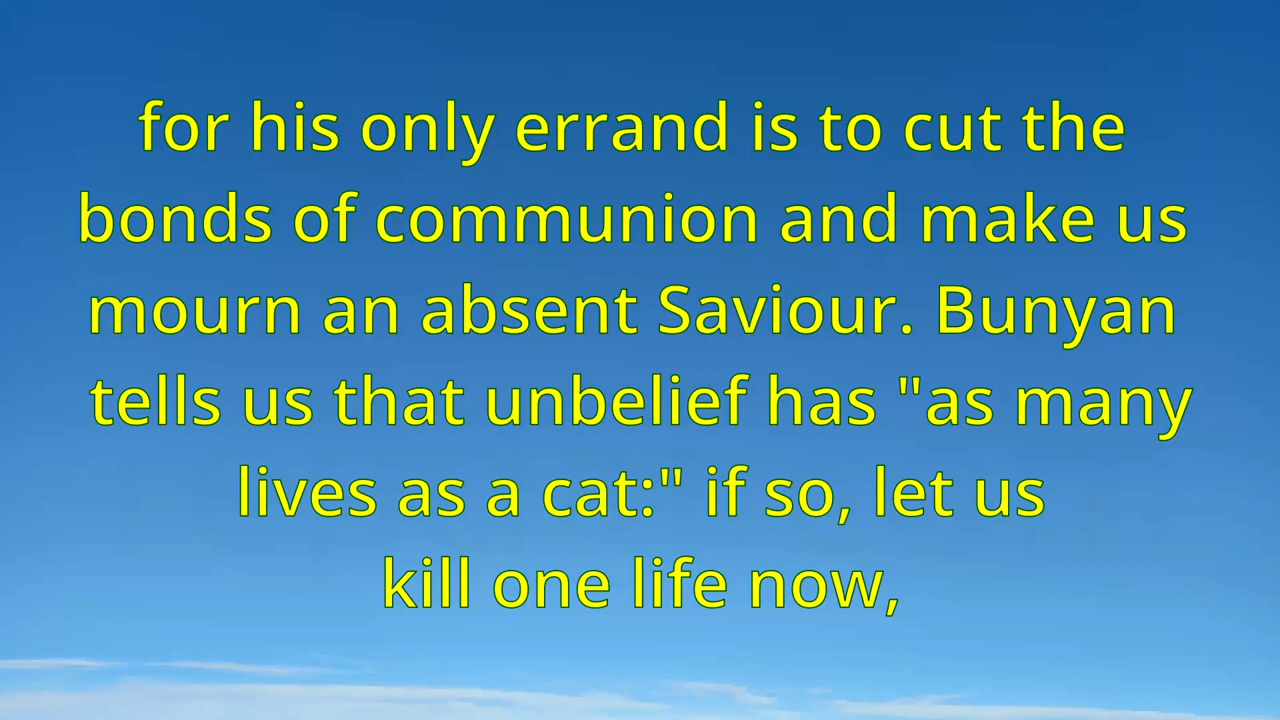 for his only errand is to cut the
bonds of communion and make us
mourn an absent Saviour. Bunyan
tells us that unbelief has "as many
lives as a cat:" if so, let us
kill one life now,